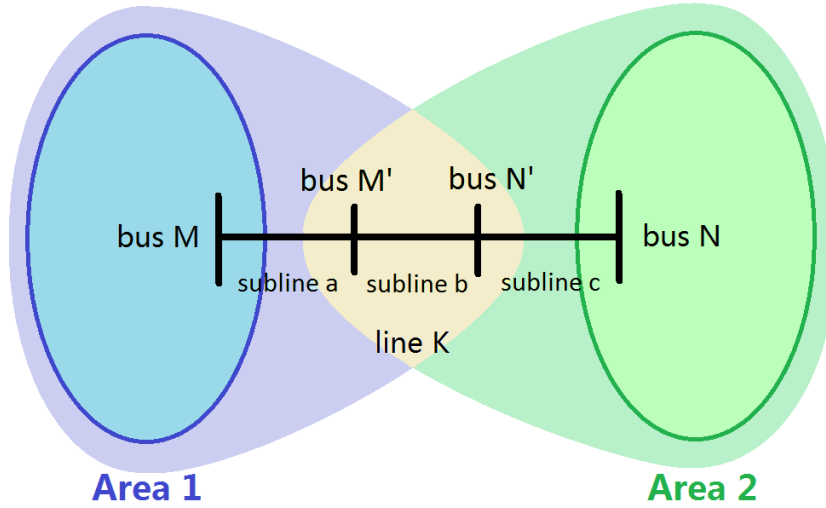 bus M'
bus N'
bus M
bus N
subline a
subline b
subline c
line K
Area 1
Area 2